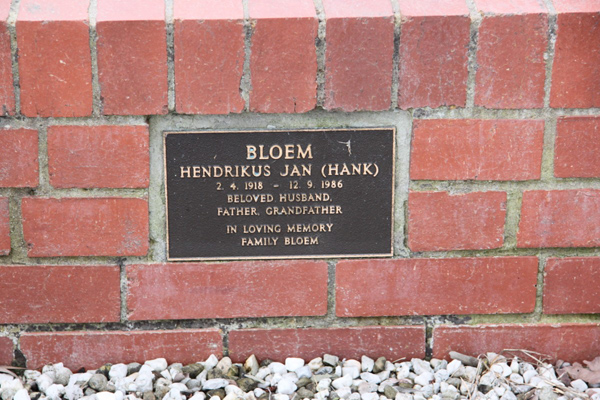 BLOEM
HENDRIKUS JAN (HANK)
2. 4. 1918 - 12. 9. 1986
BELOVED HUSBAND,
FATHER, GRANDFATHER
IN LOVING MEMORY
FAMILY BLOEM